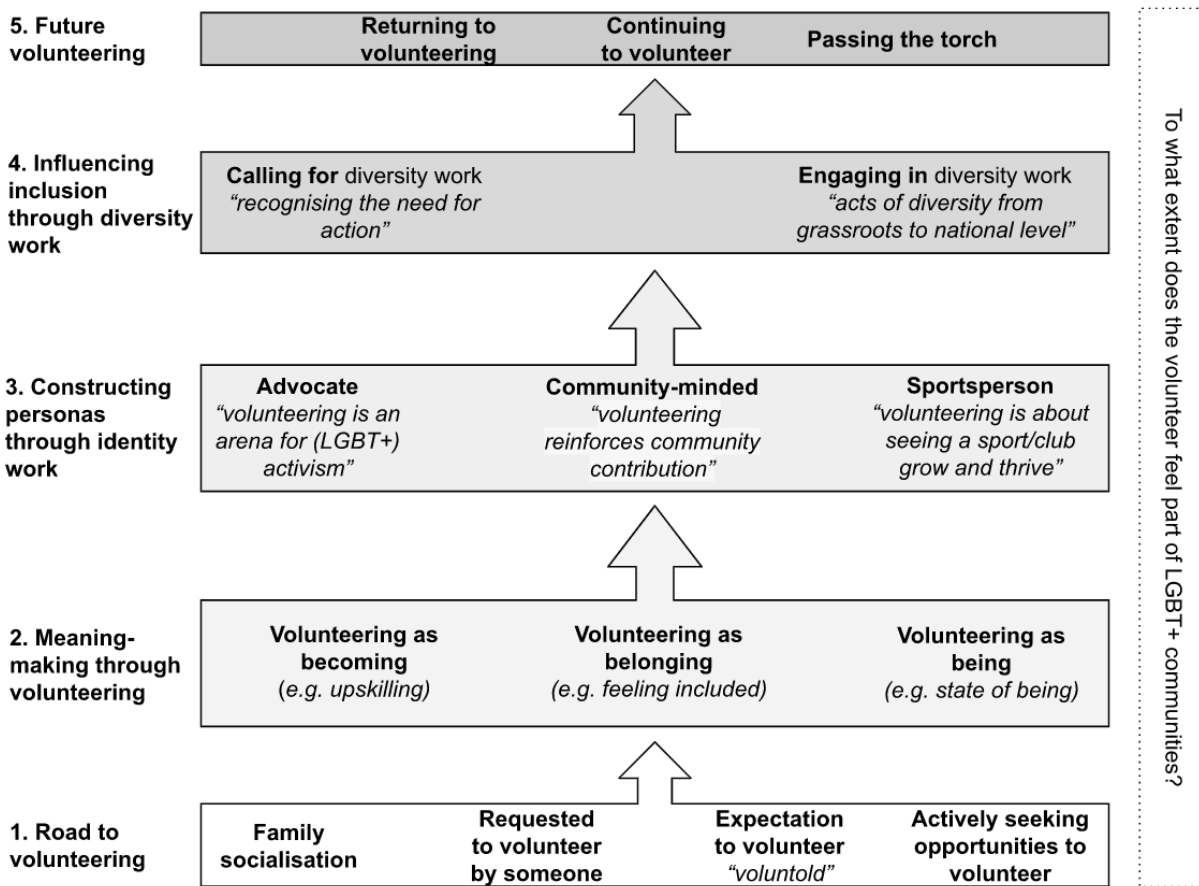 5. Future
volunteering
Returning to
volunteering
Continuing
to volunteer
Passing the torch
4. Influencing
inclusion
through diversity
work
Calling for diversity work
“recognising the need for
action”
Engaging in diversity work
“acts of diversity from
grassroots to national level”
3. Constructing
personas
through identity
work
Advocate
“volunteering is an
arena for (LGBT+)
activism”
Community-minded
“volunteering
reinforces community
contribution”
Sportsperson
“volunteering is about
seeing a sport/club
grow and thrive”
2. Meaning-
making through
volunteering
Volunteering as
becoming
(e.g. upskilling)
Volunteering as
belonging
(e.g. feeling included)
Volunteering as
being
(e.g. state of being)
1. Road to
volunteering
Family
socialisation
Requested
to volunteer
by someone
Expectation
to volunteer
“voluntold”
Actively seeking
opportunities to
volunteer
To what extent does the volunteer feel part of LGBT+ communities?